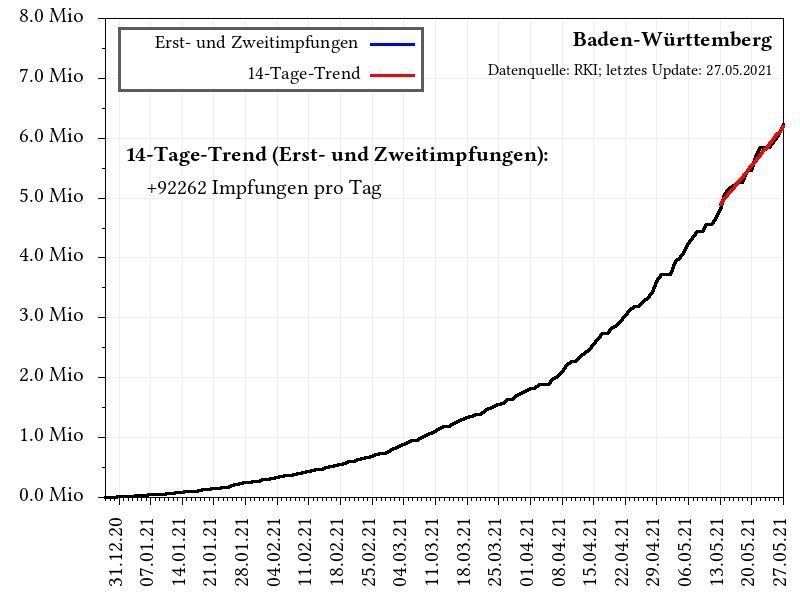 8.0 Mio
7.0 Mio
6.0 Mio
5.0 Mio
4.0 Mio
3.0 Mio
2.0 Mio
1.0 Mio
0.0 Mio
Erst- und Zweitimpfungen
14-Tage-Trend
Baden-Württemberg
Datenquelle: RKI; letztes Update: 27.05.2021
14-Tage-Trend (Erst- und Zweitimpfungen):
+92262 Impfungen pro Tag
31.12.20
07.01.21
14.01.21
21.01.21
28.01.21
04.02.21
11.02.21
18.02.21
25.02.21
04.03.21
11.03.21
18.03.21
25.03.21
01.04.21
08.04.21
15.04.21
22.04.21
29.04.21
06.05.21
13.05.21
20.05.21
27.05.21